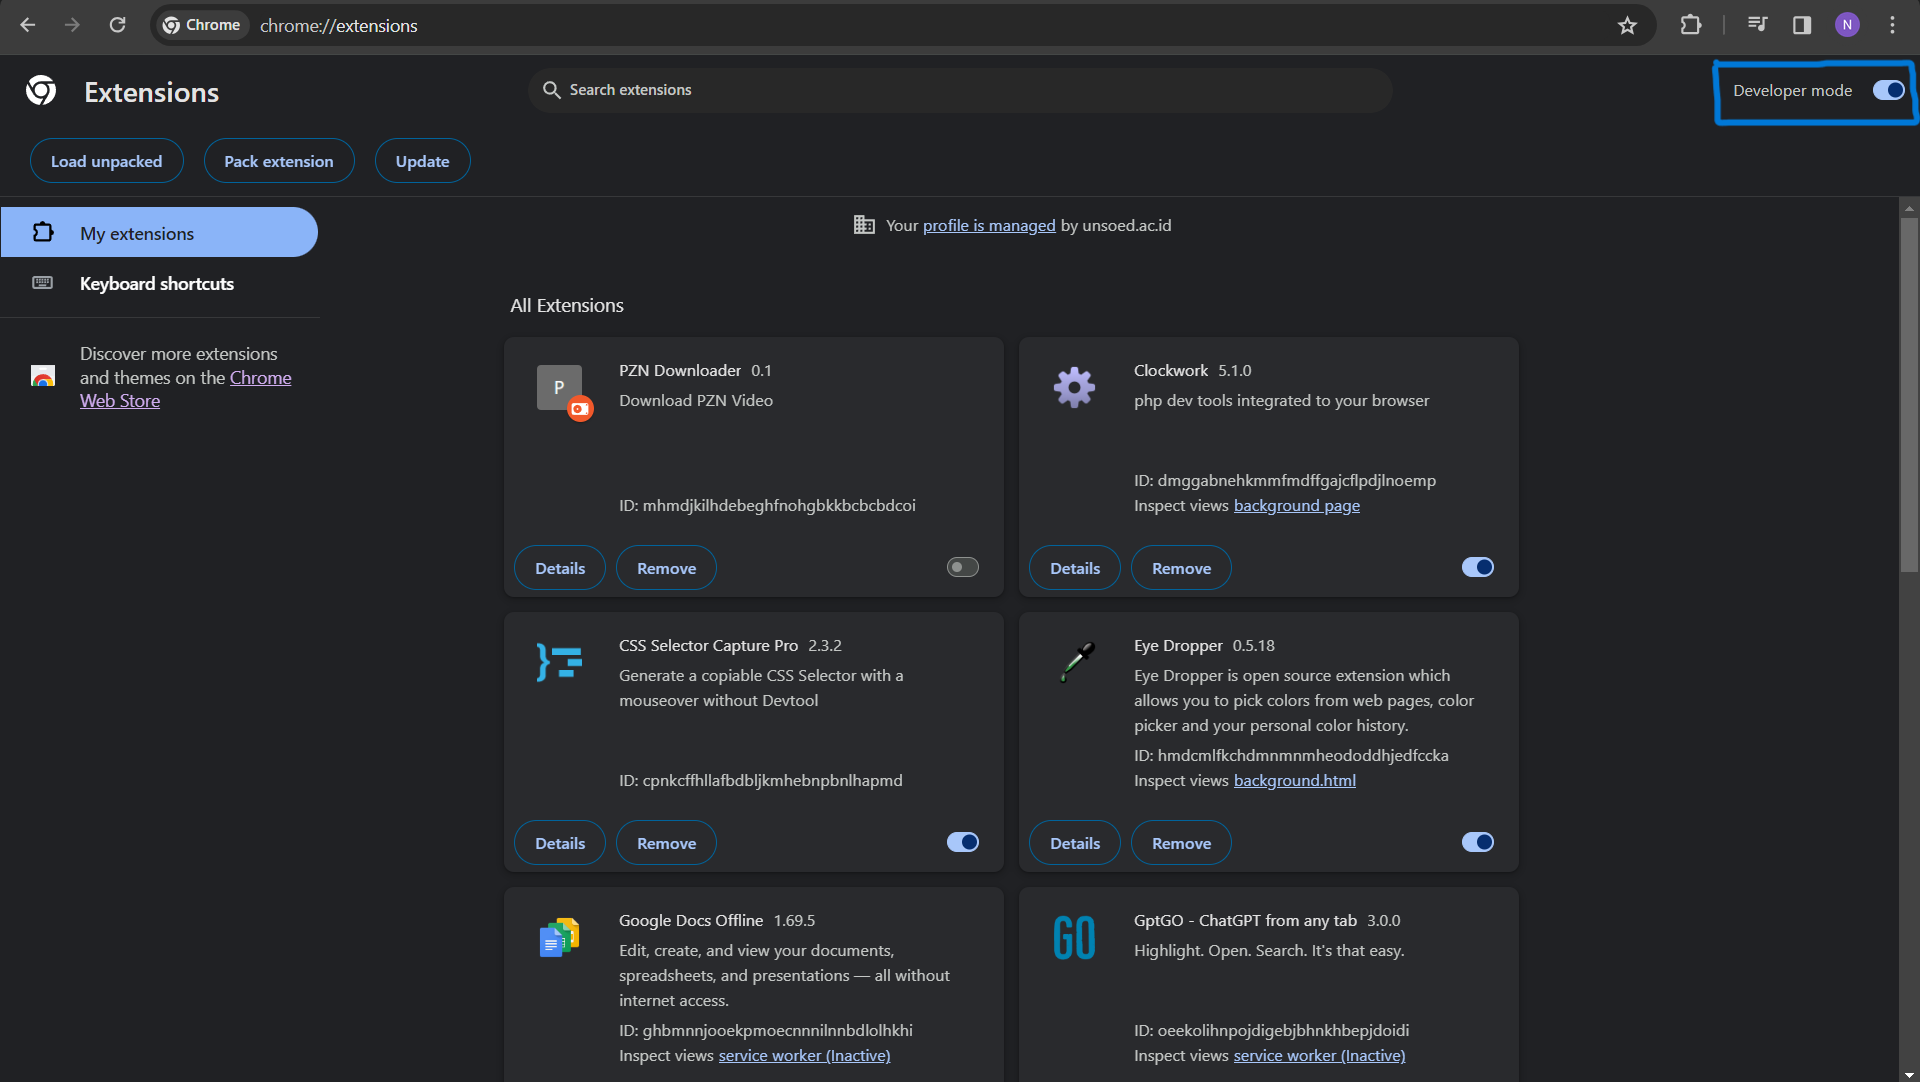 Chrome
chrome://extensions
N
Extensions
Search extensions
Developer mode
Load unpacked
Pack extension
Update
My extensions
Keyboard shortcuts
Discover more extensions
and themes on the Chrome
Web Store
Your profile is managed by unsoed.ac.id
All Extensions
P
PZN Downloader 0.1
Download PZN Video
ID: mhmdjkilhdebeghfnohgbkkbcbcbdcoi
Details
Remove
Clockwork 5.1.0
php dev tools integrated to your browser
ID: dmggabnehkmmfmdffgajcflpdjlnoemp
Inspect views background page
Details
Remove
CSS Selector Capture Pro 2.3.2
Generate a copiable CSS Selector with a
mouseover without Devtool
ID: cpnkcffhllafbdbljkmhebnpbnlhapmd
Details
Remove
Eye Dropper 0.5.18
Eye Dropper is open source extension which
allows you to pick colors from web pages, color
picker and your personal color history.
ID: hmdcmlfkchdmnmnmheododdhjedfccka
Inspect views background.html
Details
Remove
Google Docs Offline 1.69.5
Edit, create, and view your documents,
spreadsheets, and presentations — all without
internet access.
ID: ghbmnnjooekpmoecnnnilnnbdlolhkhi
Inspect views service worker (Inactive)
GO
GptGO - ChatGPT from any tab 3.0.0
Highlight. Open. Search. It's that easy.
ID: oeekolihnpojdigebjbhnkhbepjdoidi
Inspect views service worker (Inactive)